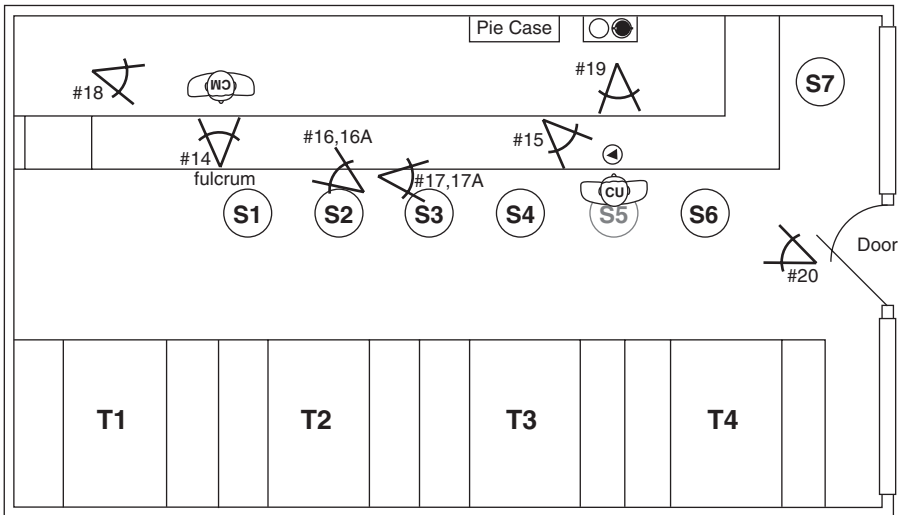 Pie Case
#19
S7
#18
CM
#16,16A
#15
#14
fulcrum
#17,17A
CU
S1
S2
S3
S4
S5
S6
Door
#20
T1
T2
T3
T4